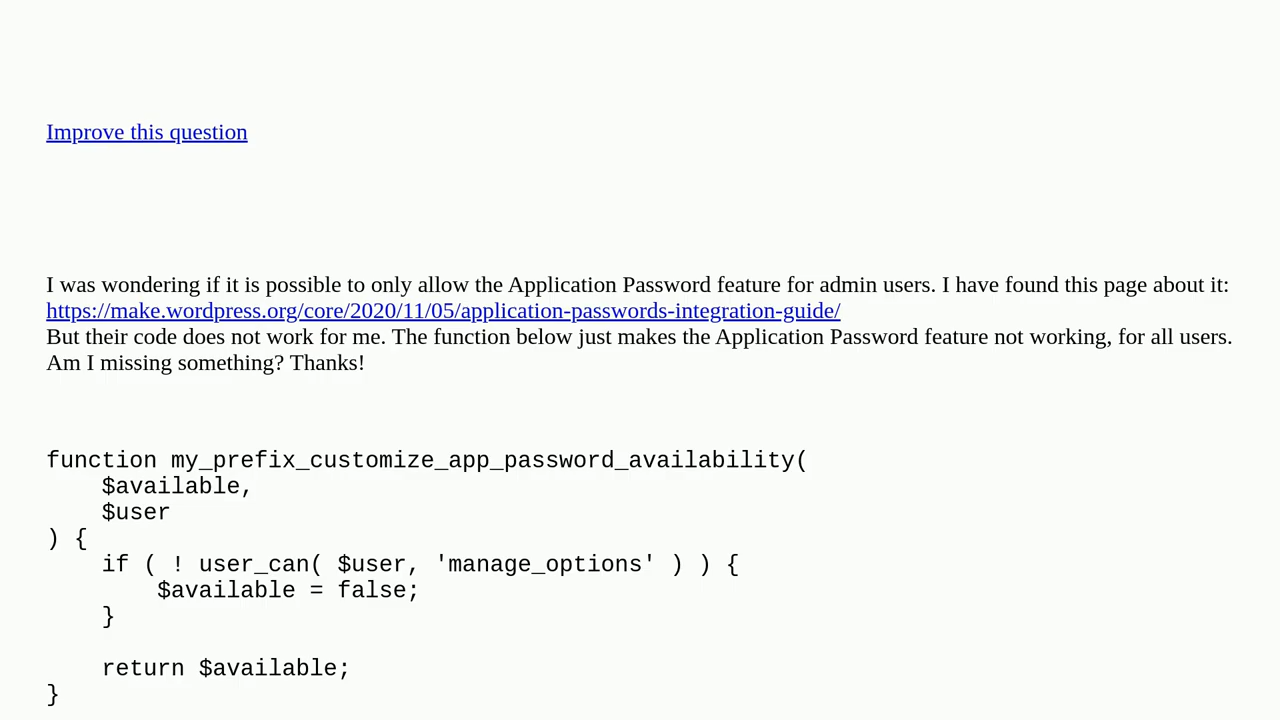 Improve this question
I was wondering if it is possible to only allow the Application Password feature for admin users. I have found this page about it:
https://make.wordpress.org/core/2020/11/05/application-passwords-integration-guide/
But their code does not work for me. The function below just makes the Application Password feature not working, for all users.
Am I missing something? Thanks!
function my_prefix_customize_app_password_availability(
    $available,
    $user
) {
    if ( ! user_can( $user, 'manage_options' ) ) {
        $available = false;
    }
    return $available;
}